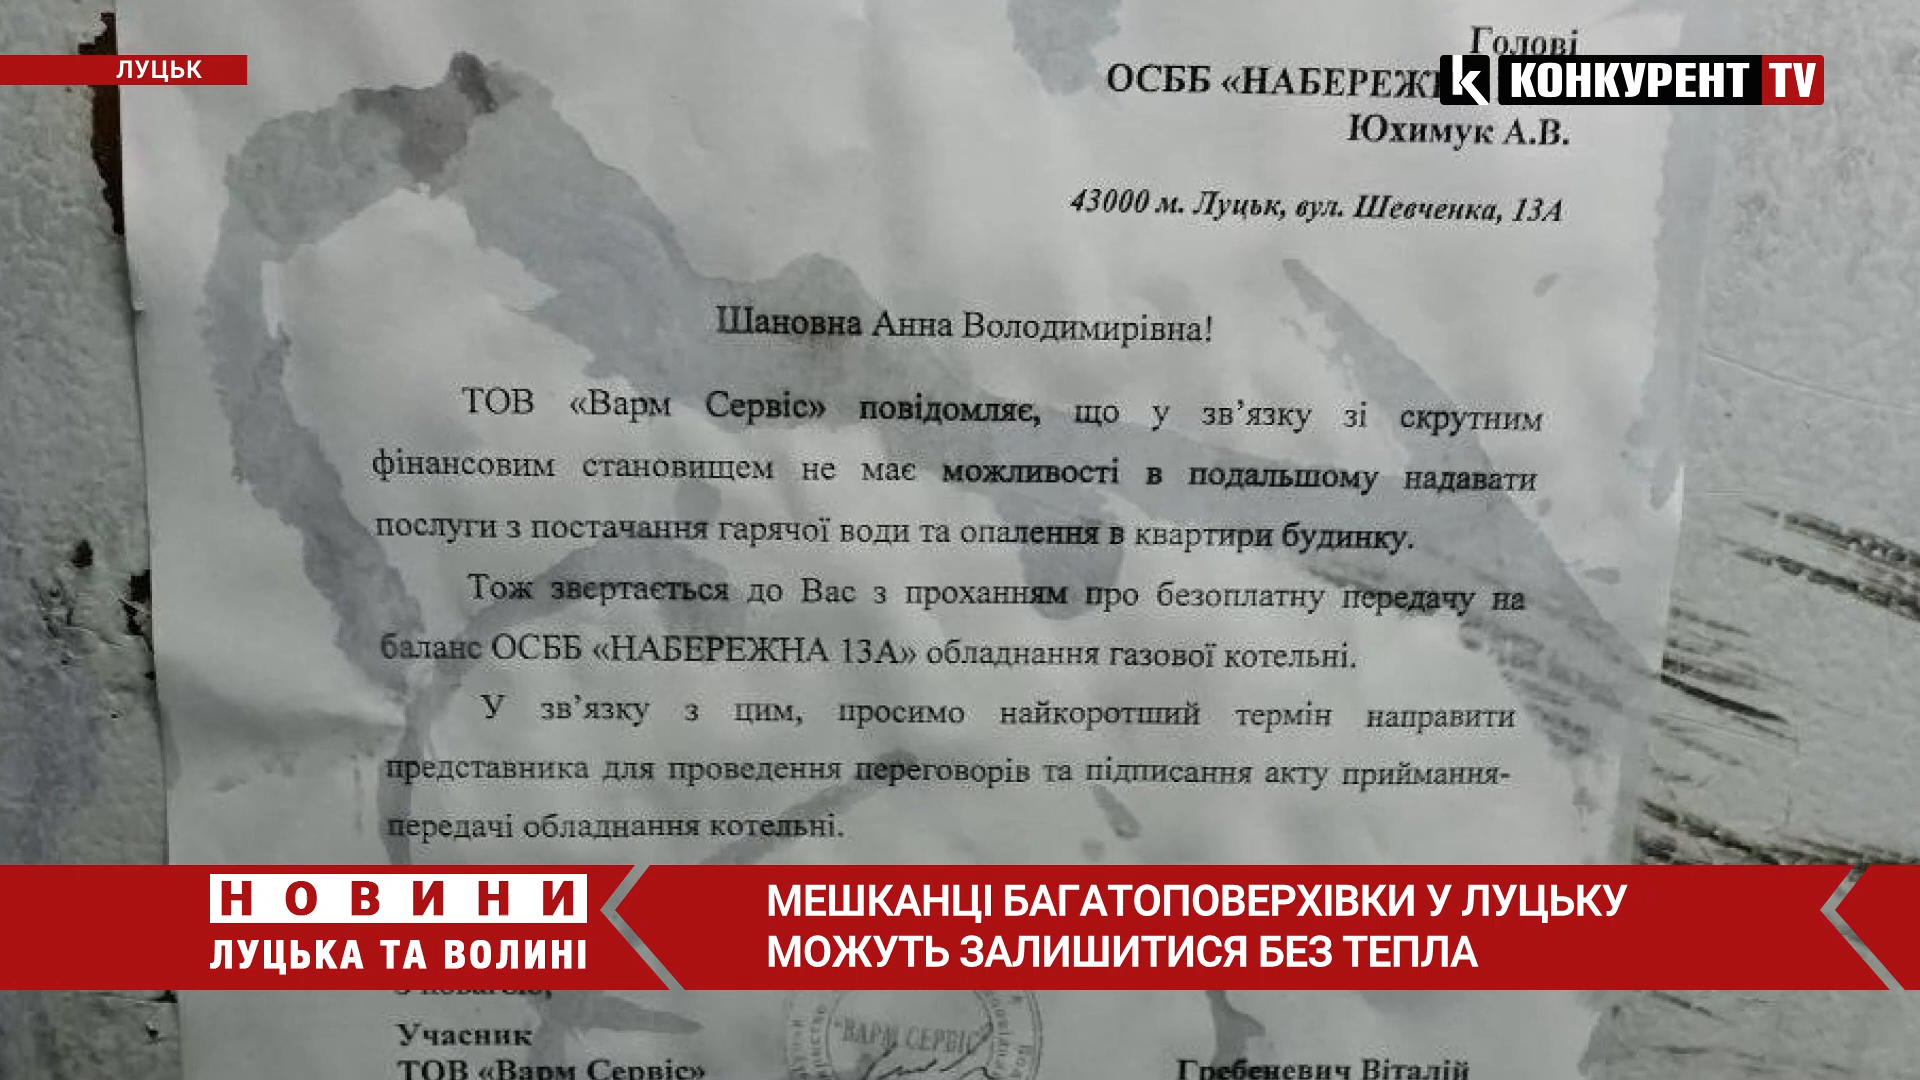 ЛУЦЬК
Голові
ОСББ «НАБЕРЕЖ
КОНКУРЕНТ TV
Юхимук А.В.
43000 м. Луцьк, вул. Шевченка, 13А
Шановна Анна Володимирівна!
ТОВ «Варм Сервіс» повідомляє, що у зв’язку зі скрутним
фінансовим становищем не має можливості в подальшому надавати
послуги з постачання гарячої води та опалення в квартири будинку.
Тож звертається до Вас з проханням про безоплатну передачу на
баланс ОСББ «НАБЕРЕЖНА 13А» обладнання газової котельні.
У зв’язку з цим, просимо найкоротший термін направити
представника для проведення переговорів та підписання акту приймання-
передачі обладнання котельні.
НОВИНИ
ЛУЦЬКА ТА ВОЛИНІ
МЕШКАНЦІ БАГАТОПОВЕРХІВКИ У ЛУЦЬКУ
МОЖУТЬ ЗАЛИШИТИСЯ БЕЗ ТЕПЛА
Учасник
"ВАРМ СЕРВІС"
ТОВ «Варм Сервіс»
Гребеневич Віталій